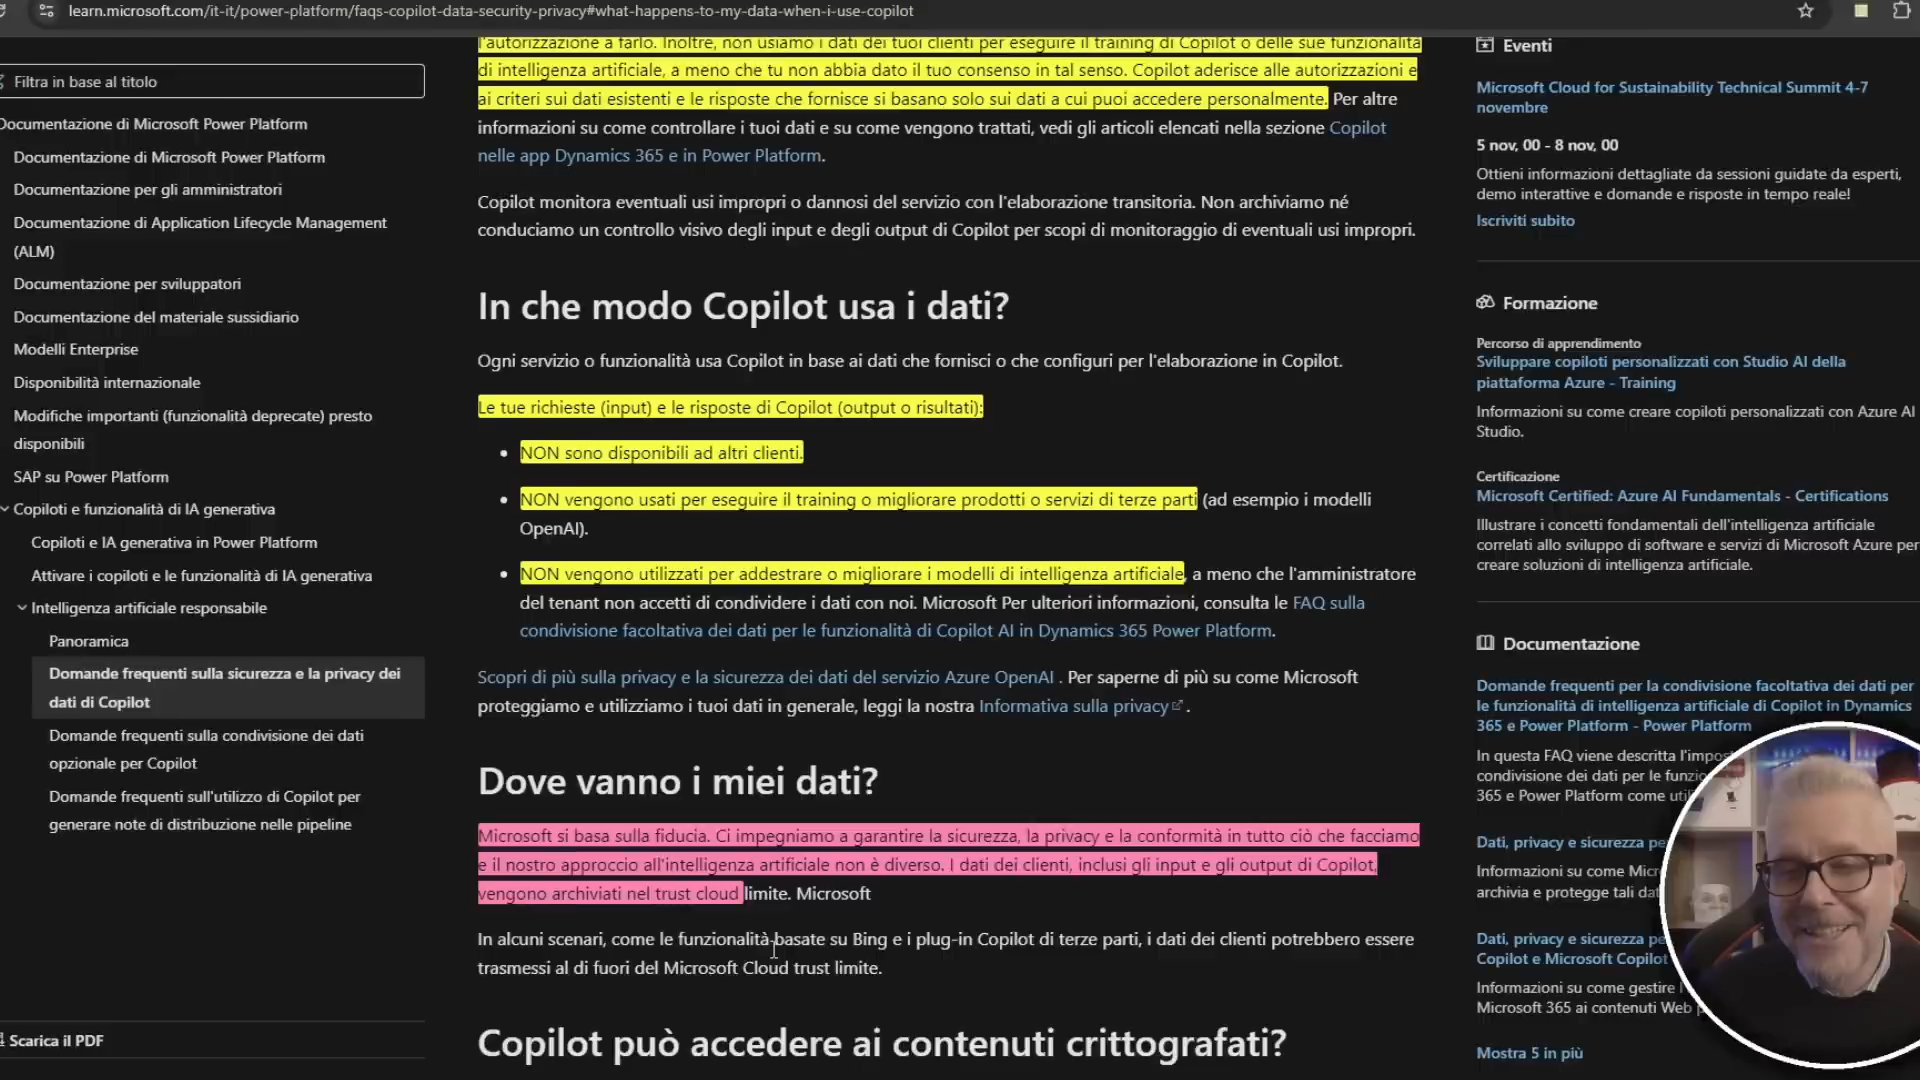 learn.microsoft.com/it-it/power-platform/faqs-copilot-data-security-privacy#what-happens-to-my-data-when-i-use-copilot
Filtra in base al titolo
Documentazione di Microsoft Power Platform
Documentazione di Microsoft Power Platform
Documentazione per gli amministratori
Documentazione di Application Lifecycle Management
(ALM)
Documentazione per sviluppatori
Documentazione del materiale sussidiario
Modelli Enterprise
Disponibilità internazionale
Modifiche importanti (funzionalità deprecate) presto
disponibili
SAP su Power Platform
Copiloti e funzionalità di IA generativa
Copiloti e IA generativa in Power Platform
Attivare i copiloti e le funzionalità di IA generativa
Intelligenza artificiale responsabile
Panoramica
Domande frequenti sulla sicurezza e la privacy dei
dati di Copilot
Domande frequenti sulla condivisione dei dati
opzionale per Copilot
Domande frequenti sull'utilizzo di Copilot per
generare note di distribuzione nelle pipeline
Scarica il PDF
l'autorizzazione a farlo. Inoltre, non usiamo i dati dei tuoi clienti per eseguire il training di Copilot o delle sue funzionalità
di intelligenza artificiale, a meno che tu non abbia dato il tuo consenso in tal senso. Copilot aderisce alle autorizzazioni e
ai criteri sui dati esistenti e le risposte che fornisce si basano solo sui dati a cui puoi accedere personalmente. Per altre
informazioni su come controllare i tuoi dati e su come vengono trattati, vedi gli articoli elencati nella sezione Copilot
nelle app Dynamics 365 e in Power Platform.
Copilot monitora eventuali usi impropri o dannosi del servizio con l'elaborazione transitoria. Non archiviamo né
conduciamo un controllo visivo degli input e degli output di Copilot per scopi di monitoraggio di eventuali usi impropri.
In che modo Copilot usa i dati?
Ogni servizio o funzionalità usa Copilot in base ai dati che fornisci o che configuri per l'elaborazione in Copilot.
Le tue richieste (input) e le risposte di Copilot (output o risultati):
• NON sono disponibili ad altri clienti.
• NON vengono usati per eseguire il training o migliorare prodotti o servizi di terze parti (ad esempio i modelli
OpenAI).
• NON vengono utilizzati per addestrare o migliorare i modelli di intelligenza artificiale, a meno che l'amministratore
del tenant non accetti di condividere i dati con noi. Microsoft Per ulteriori informazioni, consulta le FAQ sulla
condivisione facoltativa dei dati per le funzionalità di Copilot AI in Dynamics 365 Power Platform.
Scopri di più sulla privacy e la sicurezza dei dati del servizio Azure OpenAI . Per saperne di più su come Microsoft
proteggiamo e utilizziamo i tuoi dati in generale, leggi la nostra Informativa sulla privacy .
Dove vanno i miei dati?
Microsoft si basa sulla fiducia. Ci impegniamo a garantire la sicurezza, la privacy e la conformità in tutto ciò che facciamo
e il nostro approccio all'intelligenza artificiale non è diverso. I dati dei clienti, inclusi gli input e gli output di Copilot,
vengono archiviati nel trust cloud limite. Microsoft
In alcuni scenari, come le funzionalità basate su Bing e i plug-in Copilot di terze parti, i dati dei clienti potrebbero essere
trasmessi al di fuori del Microsoft Cloud trust limite.
Copilot può accedere ai contenuti crittografati?
Eventi
Microsoft Cloud for Sustainability Technical Summit 4-7
novembre
5 nov, 00 - 8 nov, 00
Ottieni informazioni dettagliate da sessioni guidate da esperti,
demo interattive e domande e risposte in tempo reale!
Iscriviti subito
Formazione
Percorso di apprendimento
Sviluppare copiloti personalizzati con Studio AI della
piattaforma Azure - Training
Informazioni su come creare copiloti personalizzati con Azure AI
Studio.
Certificazione
Microsoft Certified: Azure AI Fundamentals - Certifications
Illustrare i concetti fondamentali dell'intelligenza artificiale
correlati allo sviluppo di software e servizi di Microsoft Azure per
creare soluzioni di intelligenza artificiale.
Documentazione
Domande frequenti per la condivisione facoltativa dei dati per
le funzionalità di intelligenza artificiale di Copilot in Dynamics
365 e Power Platform - Power Platform
In questa FAQ viene descritta l'impos
condivisione dei dati per le funzio
365 e Power Platform come util
Dati, privacy e sicurezza pe
Informazioni su come Micr
archivia e protegge tali dat
Dati, privacy e sicurezza pe
Copilot e Microsoft Copilot
Informazioni su come gestire l
Microsoft 365 ai contenuti Web p
Mostra 5 in più